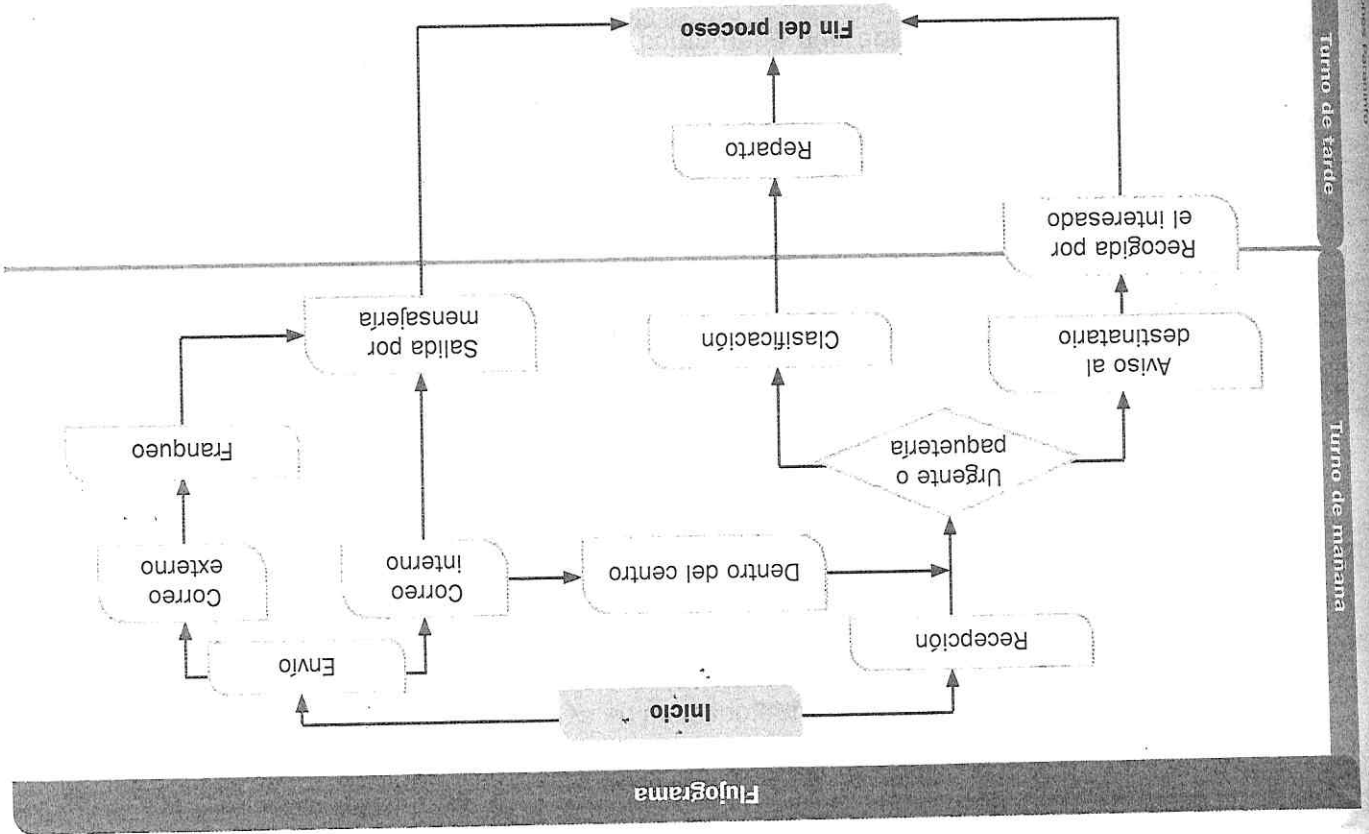 Flujograma
Turno de mañana
Inicio
Recepción
Envío
Dentro del centro
Correo
interno
Correo
externo
Urgente o
paquetería
Franqueo
Aviso al
destinatario
Clasificación
Salida por
mensajería
Turno de tarde
Recogida por
el interesado
Reparto
Fin del proceso